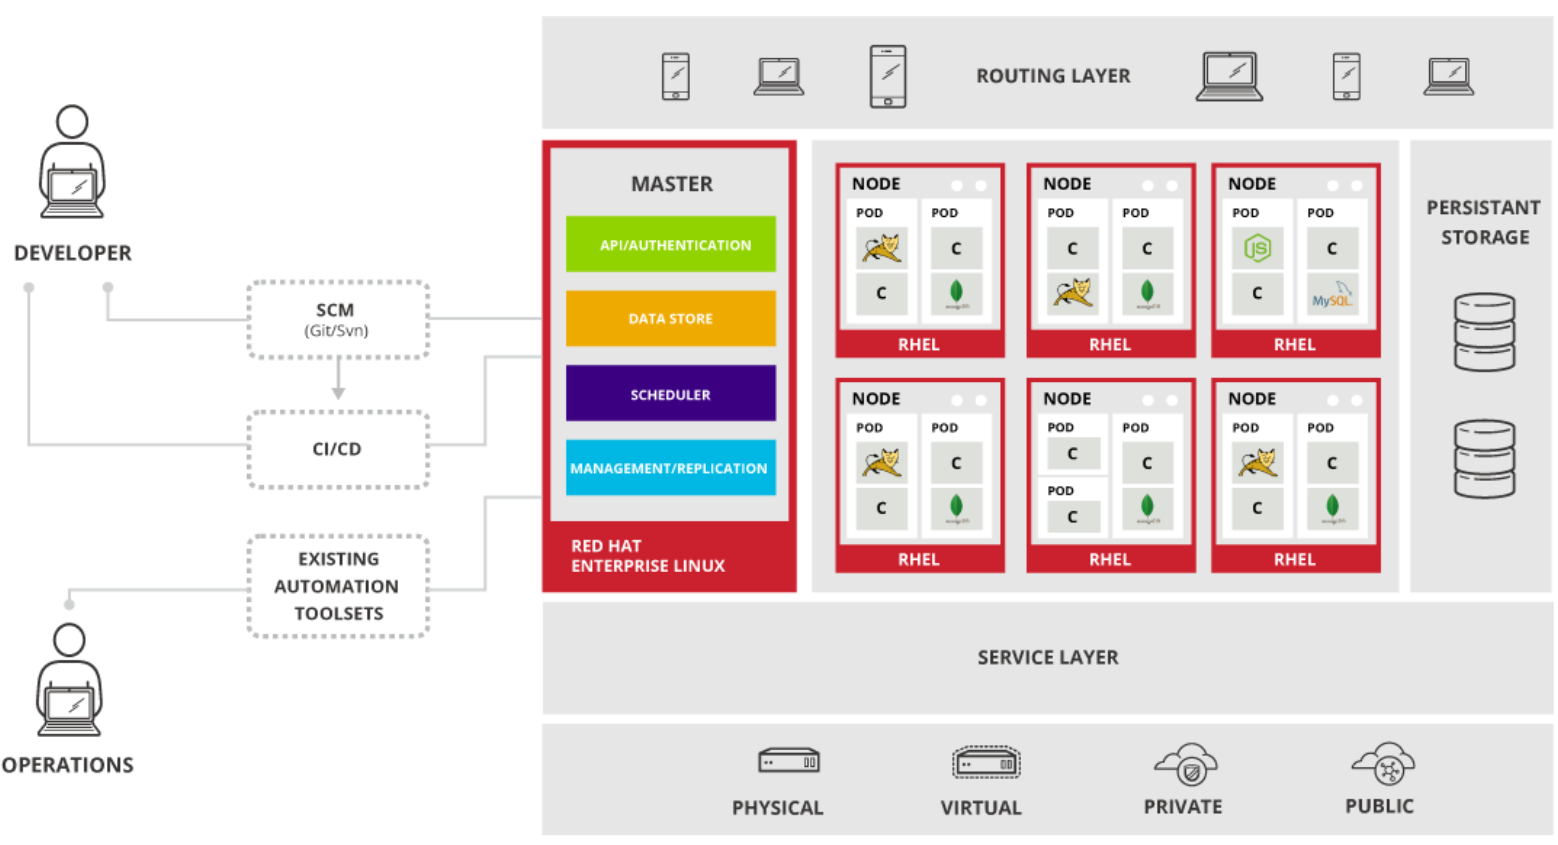 ROUTING LAYER
DEVELOPER
SCM
(Git/Svn)
CI/CD
EXISTING
AUTOMATION
TOOLSETS
OPERATIONS
MASTER
API/AUTHENTICATION
DATA STORE
SCHEDULER
MANAGEMENT/REPLICATION
RED HAT
ENTERPRISE LINUX
NODE
POD POD
C
C
RHEL
NODE
POD POD
C C
RHEL
NODE
POD POD
JS C
C MySQL
RHEL
NODE
POD POD
C
C
RHEL
NODE
POD POD
C C
POD
C
RHEL
NODE
POD POD
C
C
RHEL
PERSISTANT
STORAGE
SERVICE LAYER
PHYSICAL
VIRTUAL
PRIVATE
PUBLIC